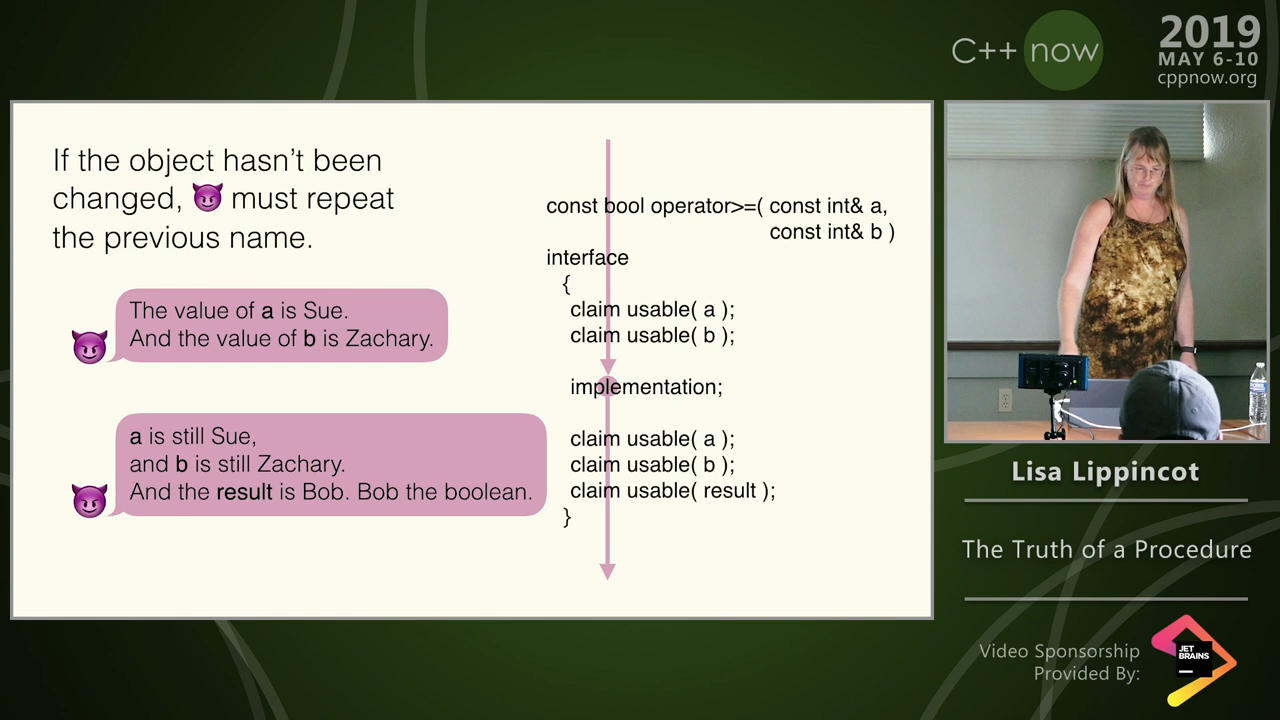 C++ now
2019
MAY 6-10
cppnow.org
If the object hasn't been
changed, 😈 must repeat
the previous name.
The value of a is Sue.
And the value of b is Zachary.
a is still Sue,
and b is still Zachary.
And the result is Bob. Bob the boolean.
const bool operator>=( const int& a,
const int& b )
interface
{
claim usable( a );
claim usable( b );
implementation;
claim usable( a );
claim usable( b );
claim usable( result );
}
Lisa Lippincot
The Truth of a Procedure
Video Sponsorship
Provided By:
JET
BRAINS